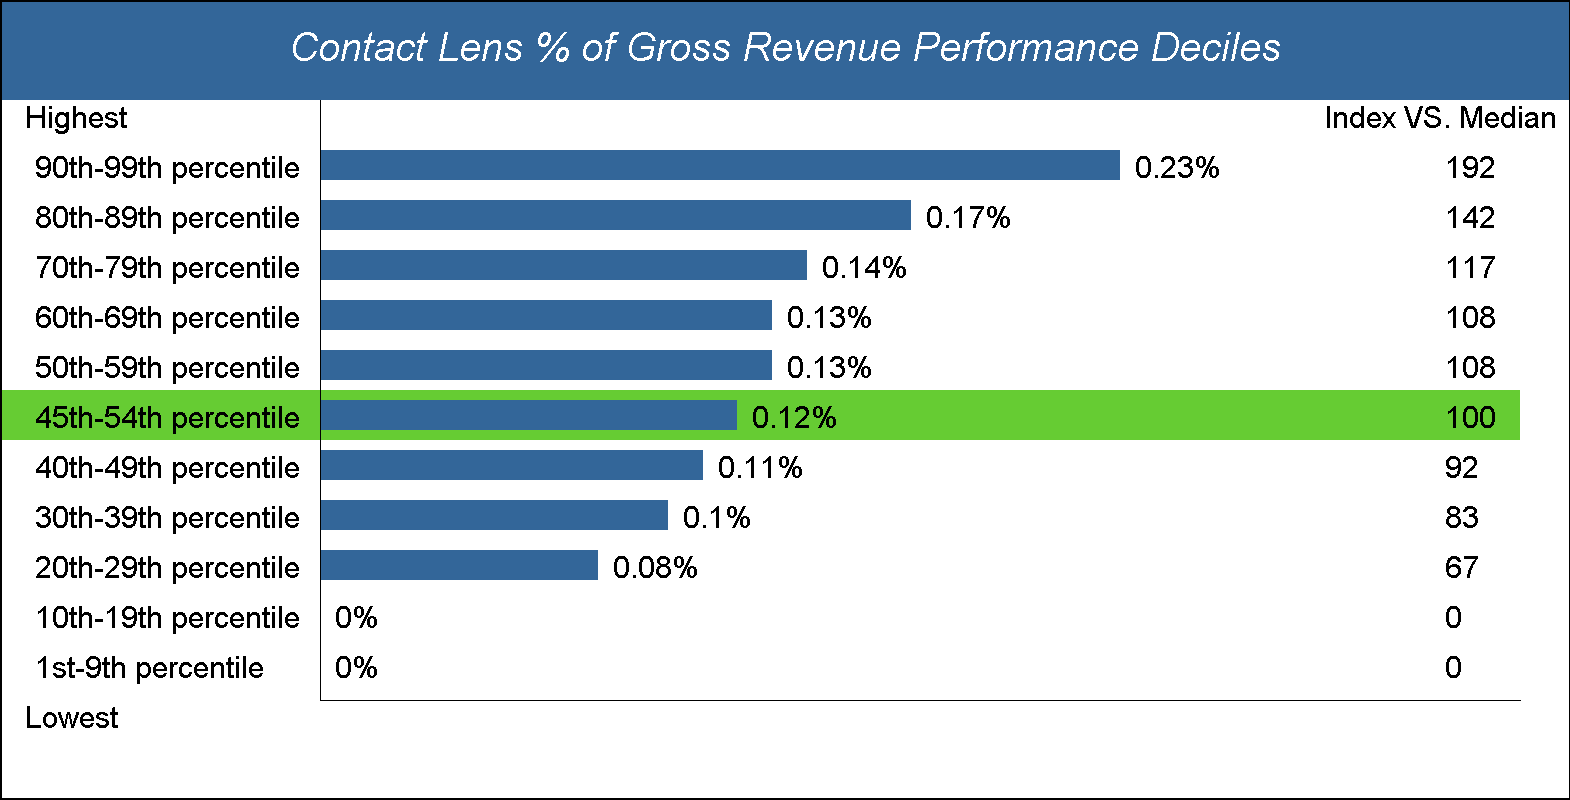 Contact Lens % of Gross Revenue Performance Deciles
Highest Index VS. Median
90th-99th percentile 0.23% 192
80th-89th percentile 0.17% 142
70th-79th percentile 0.14% 117
60th-69th percentile 0.13% 108
50th-59th percentile 0.13% 108
45th-54th percentile 0.12% 100
40th-49th percentile 0.11% 92
30th-39th percentile 0.1% 83
20th-29th percentile 0.08% 67
10th-19th percentile 0% 0
1st-9th percentile 0% 0
Lowest